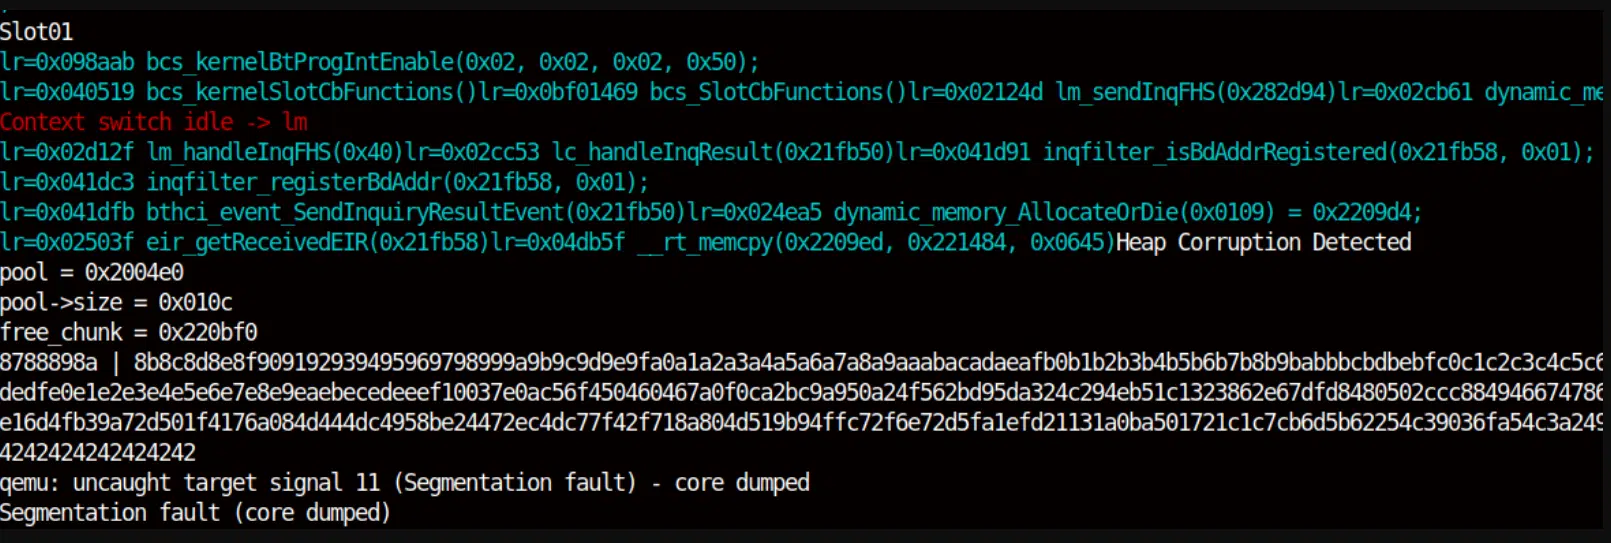 Slot01
lr=0x098aab bcs_kernelBtProgIntEnable(0x02, 0x02, 0x02, 0x50);
lr=0x040519 bcs_kernelSlotCbFunctions()lr=0x0bf01469 bcs_SlotCbFunctions()lr=0x02124d lm_sendInqFHS(0x282d94)lr=0x02cb61 dynamic_me
Context switch idle -> lm
lr=0x02d12f lm_handleInqFHS(0x40)lr=0x02cc53 lc_handleInqResult(0x21fb50)lr=0x041d91 inqfilter_isBdAddrRegistered(0x21fb58, 0x01);
lr=0x041dc3 inqfilter_registerBdAddr(0x21fb58, 0x01);
lr=0x041dfb bthci_event_SendInquiryResultEvent(0x21fb50)lr=0x024ea5 dynamic_memory_AllocateOrDie(0x0109) = 0x2209d4;
lr=0x02503f eir_getReceivedEIR(0x21fb58)lr=0x04db5f __rt_memcpy(0x2209ed, 0x221484, 0x0645)Heap Corruption Detected
pool = 0x2004e0
pool->size = 0x010c
free_chunk = 0x220bf0
8788898a | 8b8c8d8e8f909192939495969798999a9b9c9d9e9fa0a1a2a3a4a5a6a7a8a9aaabacadaeafb0b1b2b3b4b5b6b7b8b9babbbcbdbebfc0c1c2c3c4c5c6
dedfe0e1e2e3e4e5e6e7e8e9eaebecedeeef10037e0ac56f450460467a0f0ca2bc9a950a24f562bd95da324c294eb51c1323862e67dfd8480502ccc884946674786
e16d4fb39a72d501f4176a084d444dc4958be24472ec4dc77f42f718a804d519b94ffc72f6e72d5fa1efd21131a0ba501721c1c7cb6d5b62254c39036fa54c3a249
4242424242424242
qemu: uncaught target signal 11 (Segmentation fault) - core dumped
Segmentation fault (core dumped)